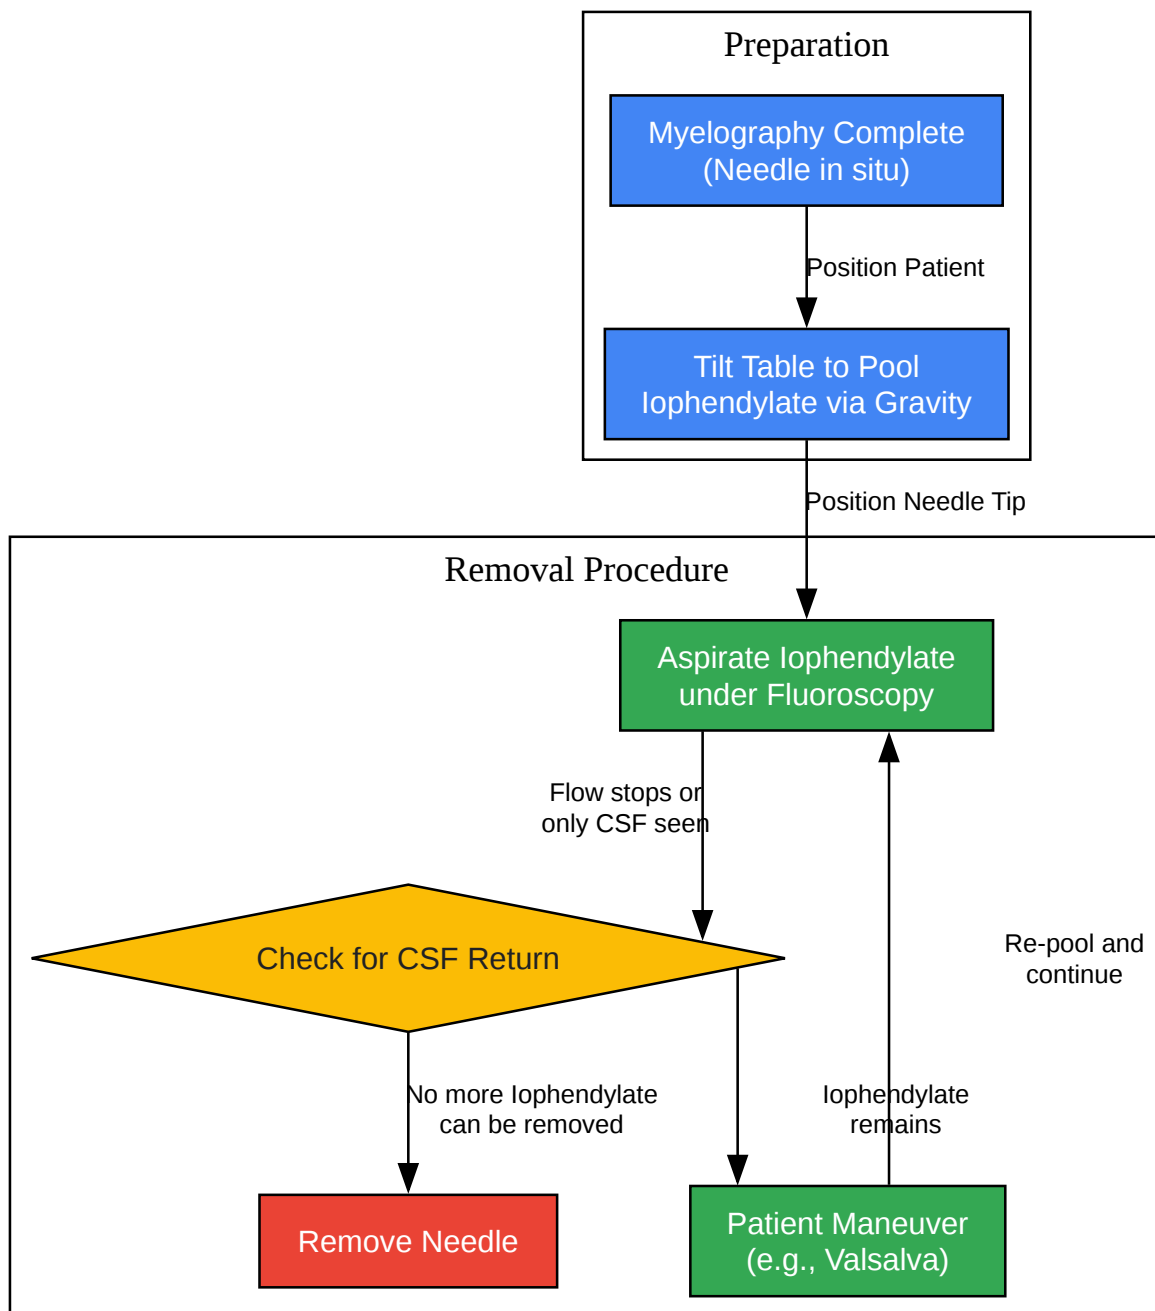 Preparation
Myelography Complete
(Needle in situ)
Position Patient
Tilt Table to Pool
Iophendylate via Gravity
Position Needle Tip
Removal Procedure
Aspirate Iophendylate
under Fluoroscopy
Flow stops or
only CSF seen
Check for CSF Return
Re-pool and
continue
No more Iophendylate
can be removed
Iophendylate
remains
Remove Needle
Patient Maneuver
(e.g., Valsalva)